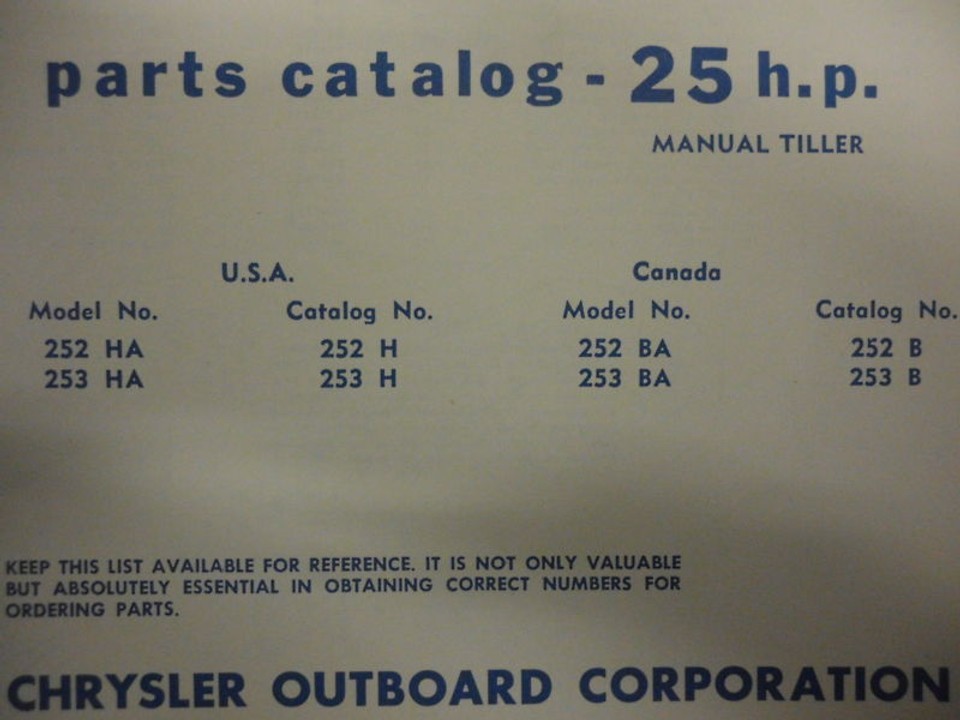 parts catalog - 25 h.p.
MANUAL TILLER
U.S.A. Canada
Model No. Catalog No. Model No. Catalog No.
252 HA 252 H 252 BA 252 B
253 HA 253 H 253 BA 253 B
KEEP THIS LIST AVAILABLE FOR REFERENCE. IT IS NOT ONLY VALUABLE
BUT ABSOLUTELY ESSENTIAL IN OBTAINING CORRECT NUMBERS FOR
ORDERING PARTS.
CHRYSLER OUTBOARD CORPORATION